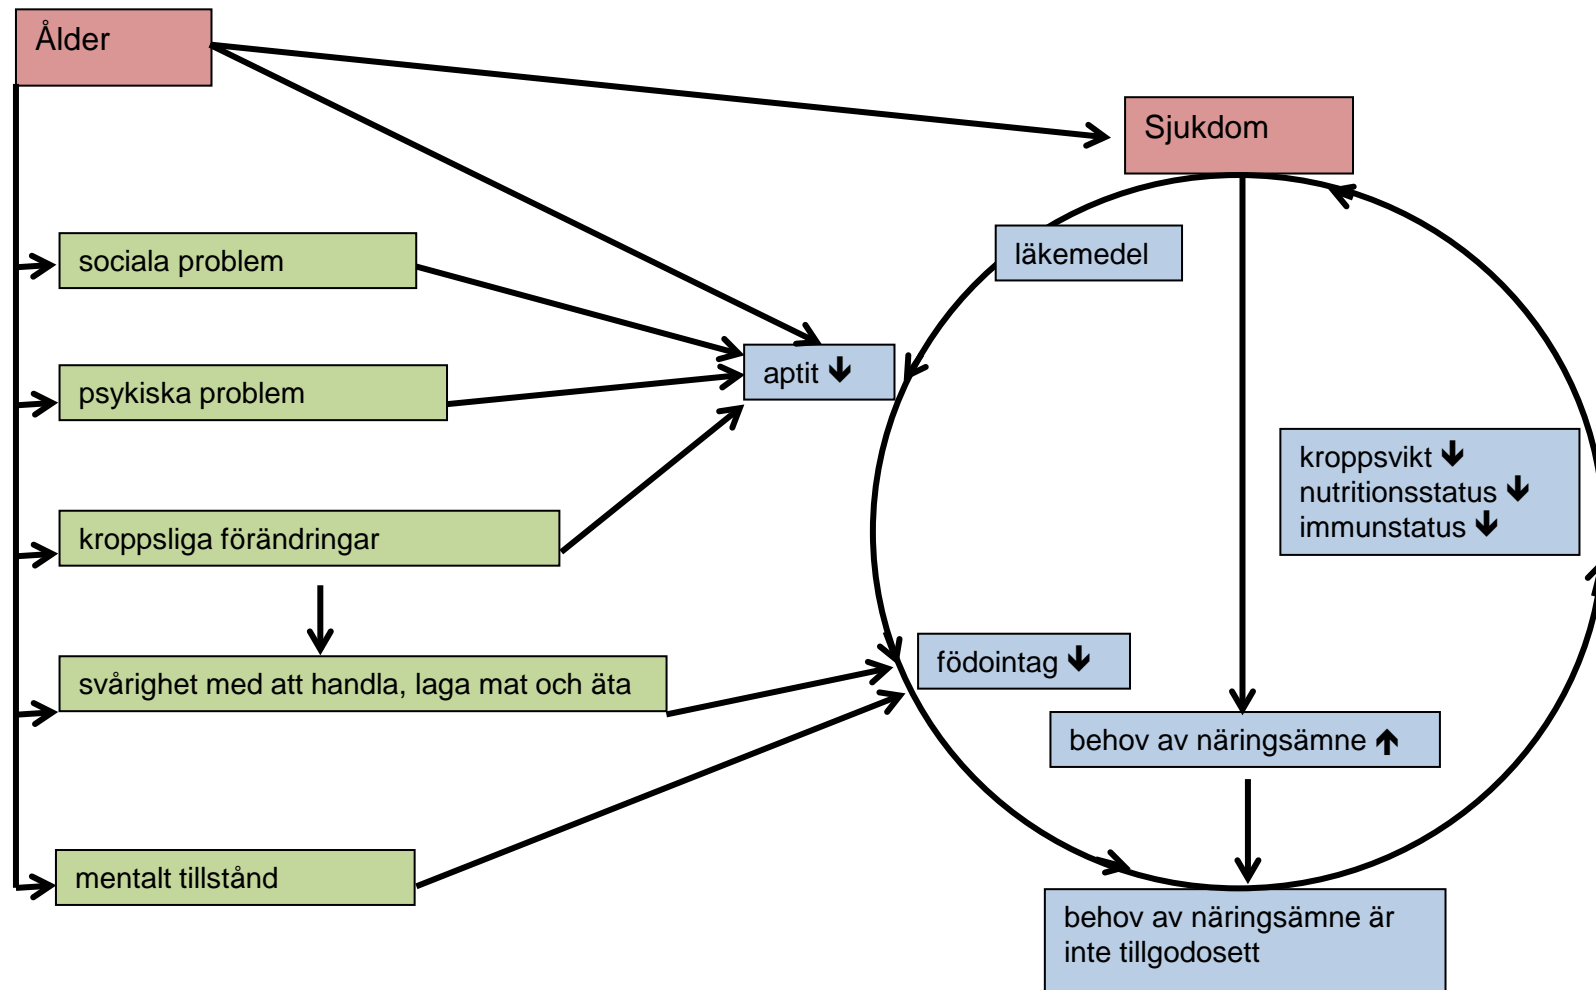 Ålder
Sjukdom
sociala problem
läkemedel
psykiska problem
aptit ↓
kroppsvikt ↓
nutritionsstatus ↓
immunstatus ↓
kroppsliga förändringar
svårighet med att handla, laga mat och äta
födointag ↓
behov av näringsämne ↑
mentalt tillstånd
behov av näringsämne är
inte tillgodosett